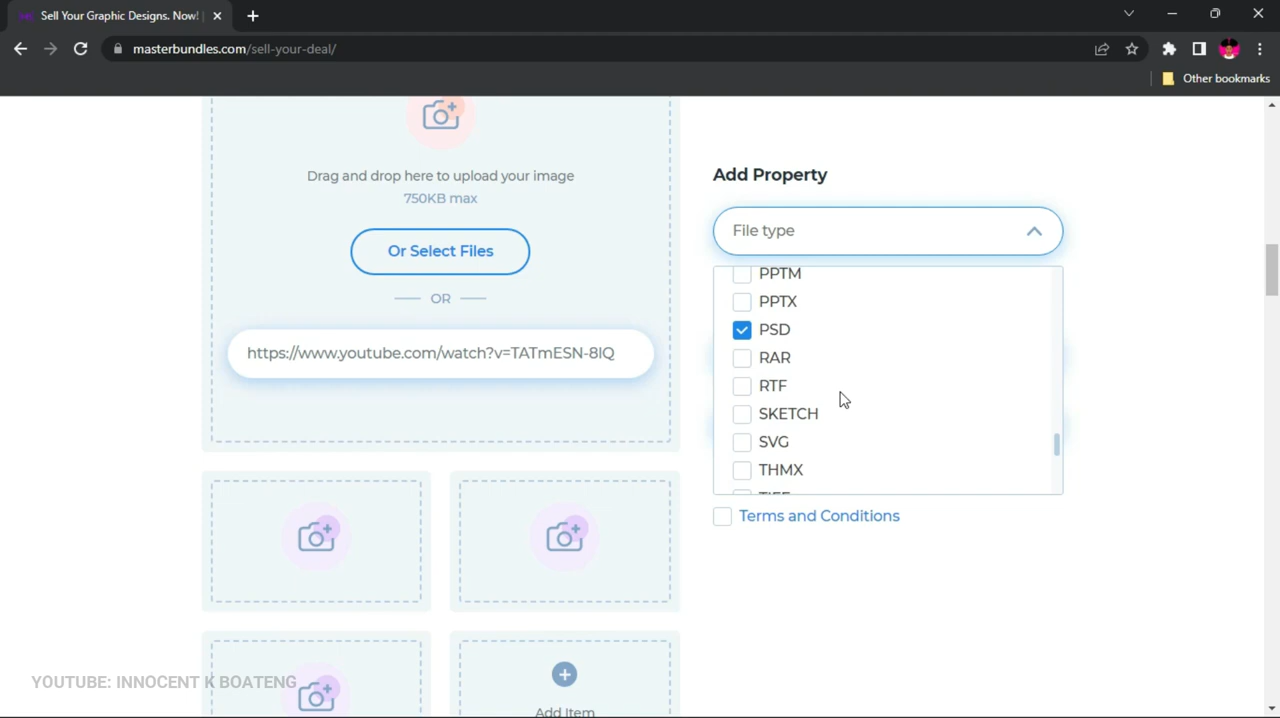 Sell Your Graphic Designs. Now! |
masterbundles.com/sell-your-deal/
Other bookmarks
Drag and drop here to upload your image
750KB max
Or Select Files
OR
https://www.youtube.com/watch?v=TATmESN-8IQ
Add Property
File type
PPTM
PPTX
PSD
RAR
RTF
SKETCH
SVG
THMX
TIFF
Terms and Conditions
Add Item
YOUTUBE: INNOCENT K BOATENG